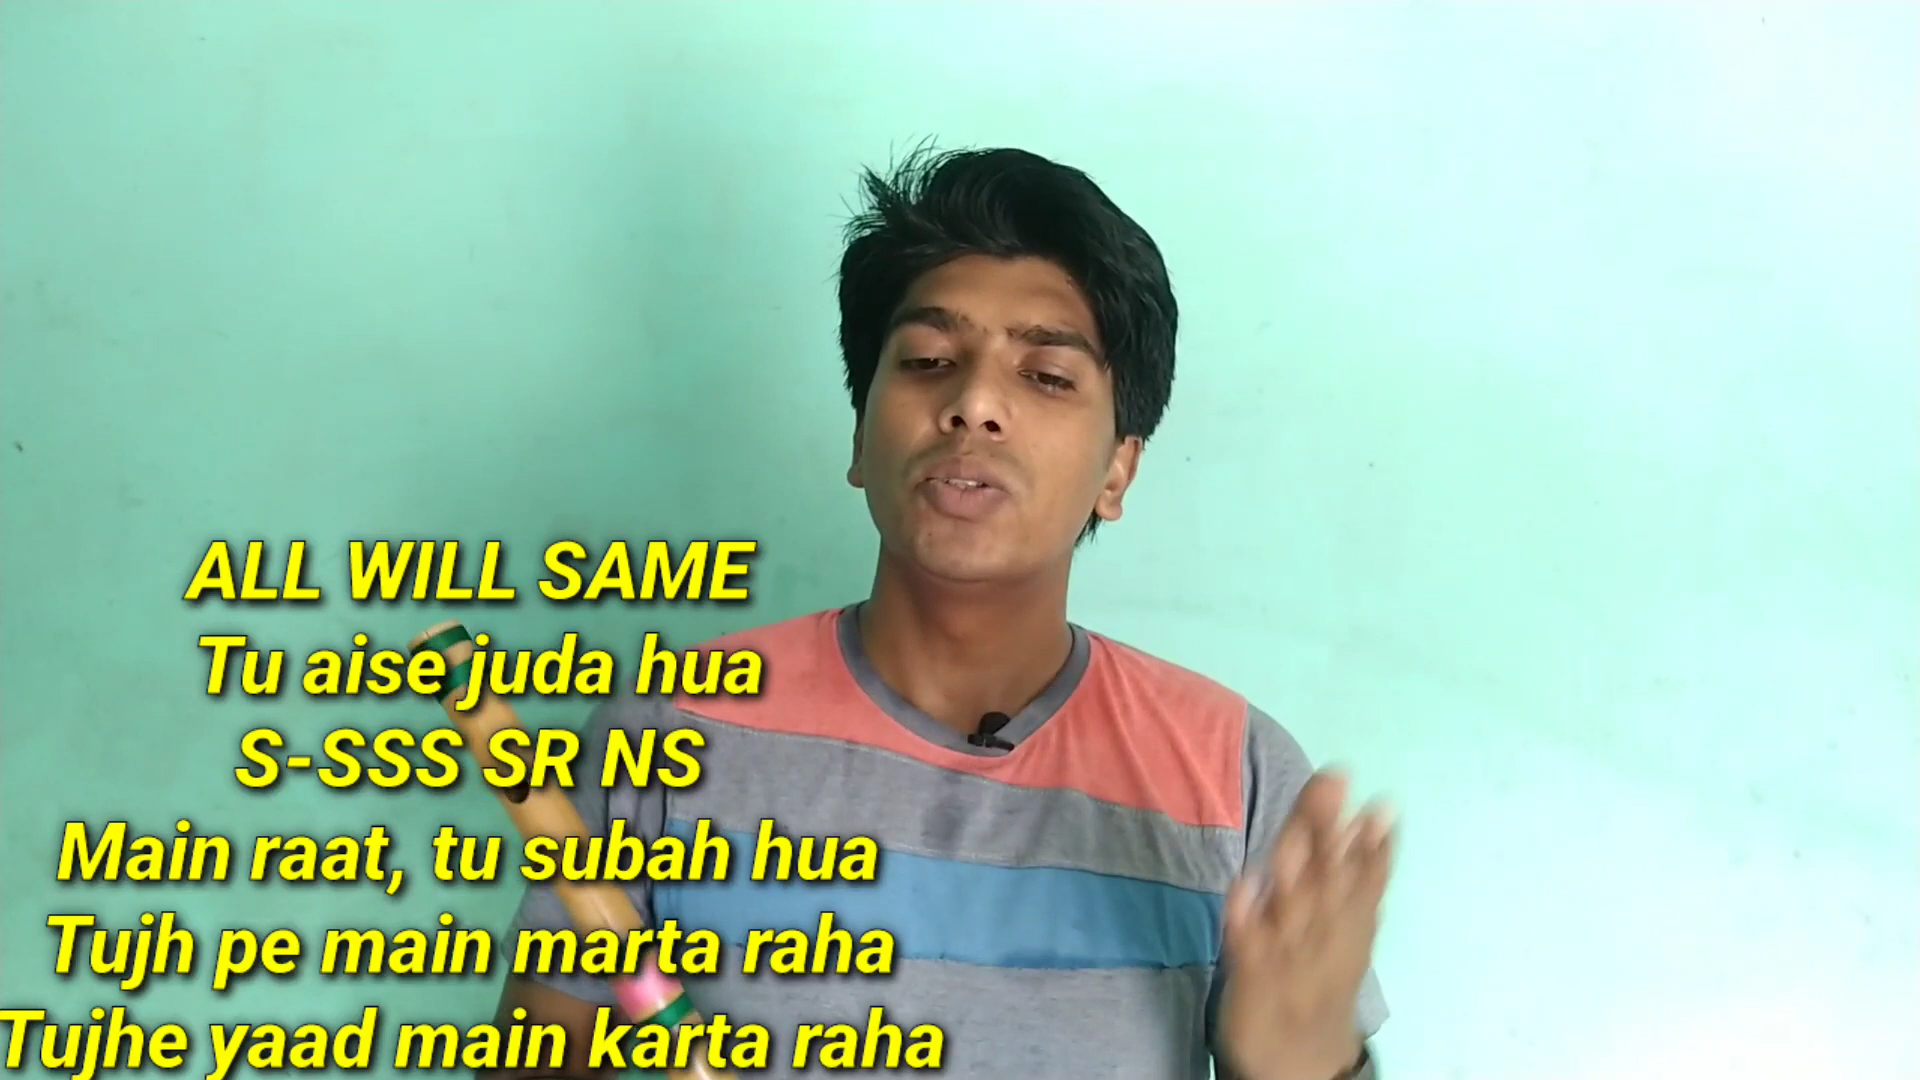 ALL WILL SAME
Tu aise juda hua
S-SSS SR NS
Main raat, tu subah hua
Tujh pe main marta raha
Tujhe yaad main karta raha